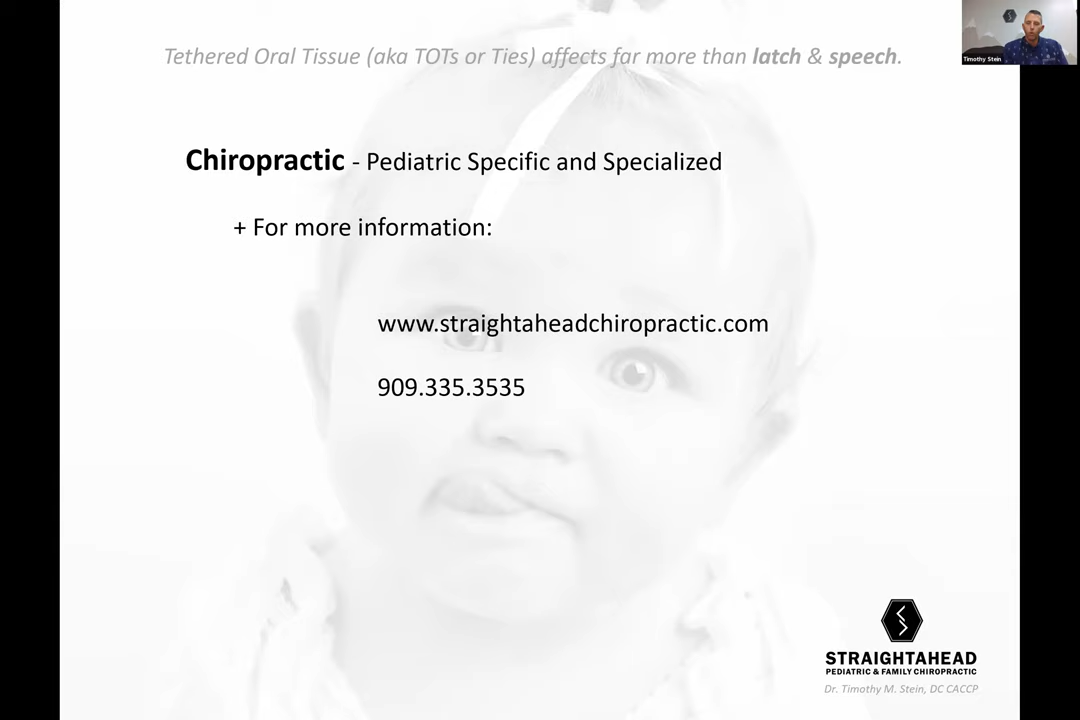 Tethered Oral Tissue (aka TOTs or Ties) affects far more than latch & speech.
Timothy Stein
Chiropractic - Pediatric Specific and Specialized
+ For more information:
www.straightaheadchiropractic.com
909.335.3535
STRAIGHTAHEAD
PEDIATRIC & FAMILY CHIROPRACTIC
Dr. Timothy M. Stein, DC CACCP